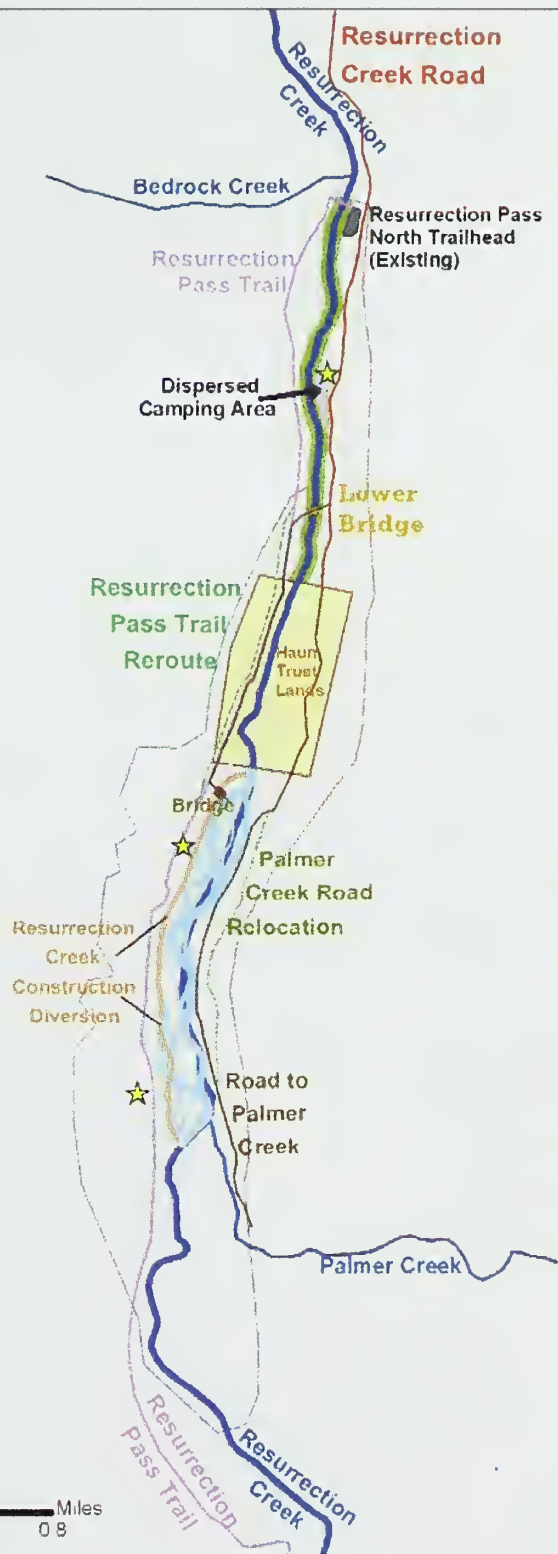 Resurrection
Creek Road
Resurrection
Creek
Bedrock Creek
Resurrection Pass
North Trailhead
(Existing)
Resurrection
Pass Trail
Dispersed
Camping Area
Lower
Bridge
Resurrection
Pass Trail
Reroute
Haun
Trust
Lands
Bridge
Palmer
Creek Road
Relocation
Resurrection
Creek
Construction
Diversion
Road to
Palmer
Creek
Palmer Creek
Resurrection
Pass Trail
Resurrection
Creek
Miles
0.8